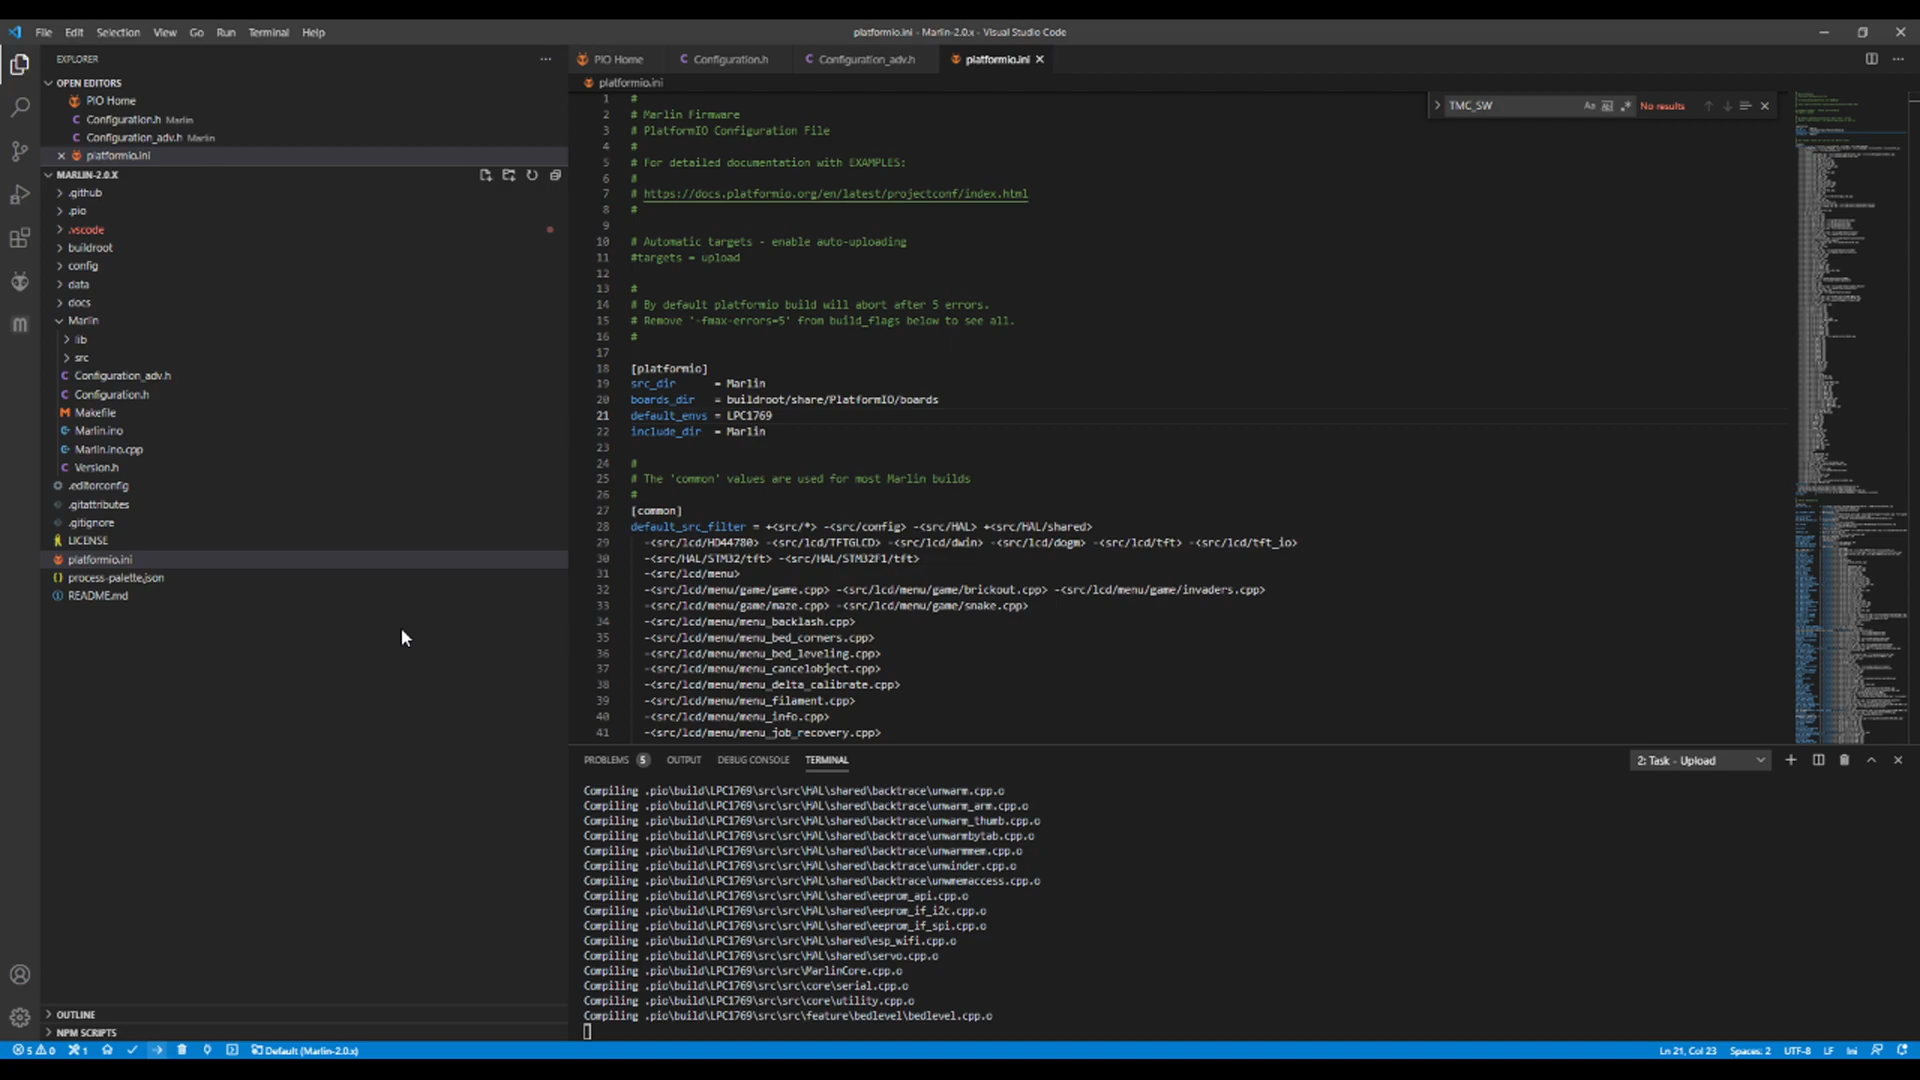 File Edit Selection View Go Run Terminal Help
platformio.ini - Marlin-2.0.x - Visual Studio Code
EXPLORER
OPEN EDITORS
PIO Home
Configuration.h Marlin
Configuration_adv.h Marlin
platformio.ini
MARLIN-2.0.X
.github
.pio
.vscode
buildroot
config
data
docs
Marlin
lib
src
Configuration_adv.h
Configuration.h
Makefile
Marlin.ino
Marlin.ino.cpp
Version.h
.editorconfig
.gitattributes
.gitignore
LICENSE
platformio.ini
process-palette.json
README.md
OUTLINE
NPM SCRIPTS
PIO Home Configuration.h Configuration_adv.h platformio.ini
platformio.ini
TMC_SW Aa No results
1 #
2 # Marlin Firmware
3 # PlatformIO Configuration File
4 #
5 # For detailed documentation with EXAMPLES:
6 #
7 # https://docs.platformio.org/en/latest/projectconf/index.html
8 #
9
10 # Automatic targets - enable auto-uploading
11 #targets = upload
12
13 #
14 # By default platformio build will abort after 5 errors.
15 # Remove '-fmax-errors=5' from build_flags below to see all.
16 #
17
18 [platformio]
19 src_dir = Marlin
20 boards_dir = buildroot/share/PlatformIO/boards
21 default_envs = LPC1769
22 include_dir = Marlin
23
24 #
25 # The 'common' values are used for most Marlin builds
26 #
27 [common]
28 default_src_filter = +<src/*> -<src/config> -<src/HAL> +<src/HAL/shared>
29 -<src/lcd/HD44780> -<src/lcd/TFTGLCD> -<src/lcd/dwin> -<src/lcd/dogm> -<src/lcd/tft> -<src/lcd/tft_io>
30 -<src/HAL/STM32/tft> -<src/HAL/STM32F1/tft>
31 -<src/lcd/menu>
32 -<src/lcd/menu/game/game.cpp> -<src/lcd/menu/game/brickout.cpp> -<src/lcd/menu/game/invaders.cpp>
33 -<src/lcd/menu/game/maze.cpp> -<src/lcd/menu/game/snake.cpp>
34 -<src/lcd/menu/menu_backlash.cpp>
35 -<src/lcd/menu/menu_bed_corners.cpp>
36 -<src/lcd/menu/menu_bed_leveling.cpp>
37 -<src/lcd/menu/menu_cancelobject.cpp>
38 -<src/lcd/menu/menu_delta_calibrate.cpp>
39 -<src/lcd/menu/menu_filament.cpp>
40 -<src/lcd/menu/menu_info.cpp>
41 -<src/lcd/menu/menu_job_recovery.cpp>
PROBLEMS 5 OUTPUT DEBUG CONSOLE TERMINAL 2: Task - Upload
Compiling .pio\build\LPC1769\src\src\HAL\shared\backtrace\unwarm.cpp.o
Compiling .pio\build\LPC1769\src\src\HAL\shared\backtrace\unwarm_arm.cpp.o
Compiling .pio\build\LPC1769\src\src\HAL\shared\backtrace\unwarm_thumb.cpp.o
Compiling .pio\build\LPC1769\src\src\HAL\shared\backtrace\unwarmbytab.cpp.o
Compiling .pio\build\LPC1769\src\src\HAL\shared\backtrace\unwarmmem.cpp.o
Compiling .pio\build\LPC1769\src\src\HAL\shared\backtrace\unwinder.cpp.o
Compiling .pio\build\LPC1769\src\src\HAL\shared\backtrace\unwmemaccess.cpp.o
Compiling .pio\build\LPC1769\src\src\HAL\shared\eeprom_api.cpp.o
Compiling .pio\build\LPC1769\src\src\HAL\shared\eeprom_if_i2c.cpp.o
Compiling .pio\build\LPC1769\src\src\HAL\shared\eeprom_if_spi.cpp.o
Compiling .pio\build\LPC1769\src\src\HAL\shared\esp_wifi.cpp.o
Compiling .pio\build\LPC1769\src\src\HAL\shared\servo.cpp.o
Compiling .pio\build\LPC1769\src\src\MarlinCore.cpp.o
Compiling .pio\build\LPC1769\src\src\core\serial.cpp.o
Compiling .pio\build\LPC1769\src\src\core\utility.cpp.o
Compiling .pio\build\LPC1769\src\src\feature\bedlevel\bedlevel.cpp.o
5 0 1 Default (Marlin-2.0.x) Ln 21, Col 23 Spaces: 2 UTF-8 LF Ini